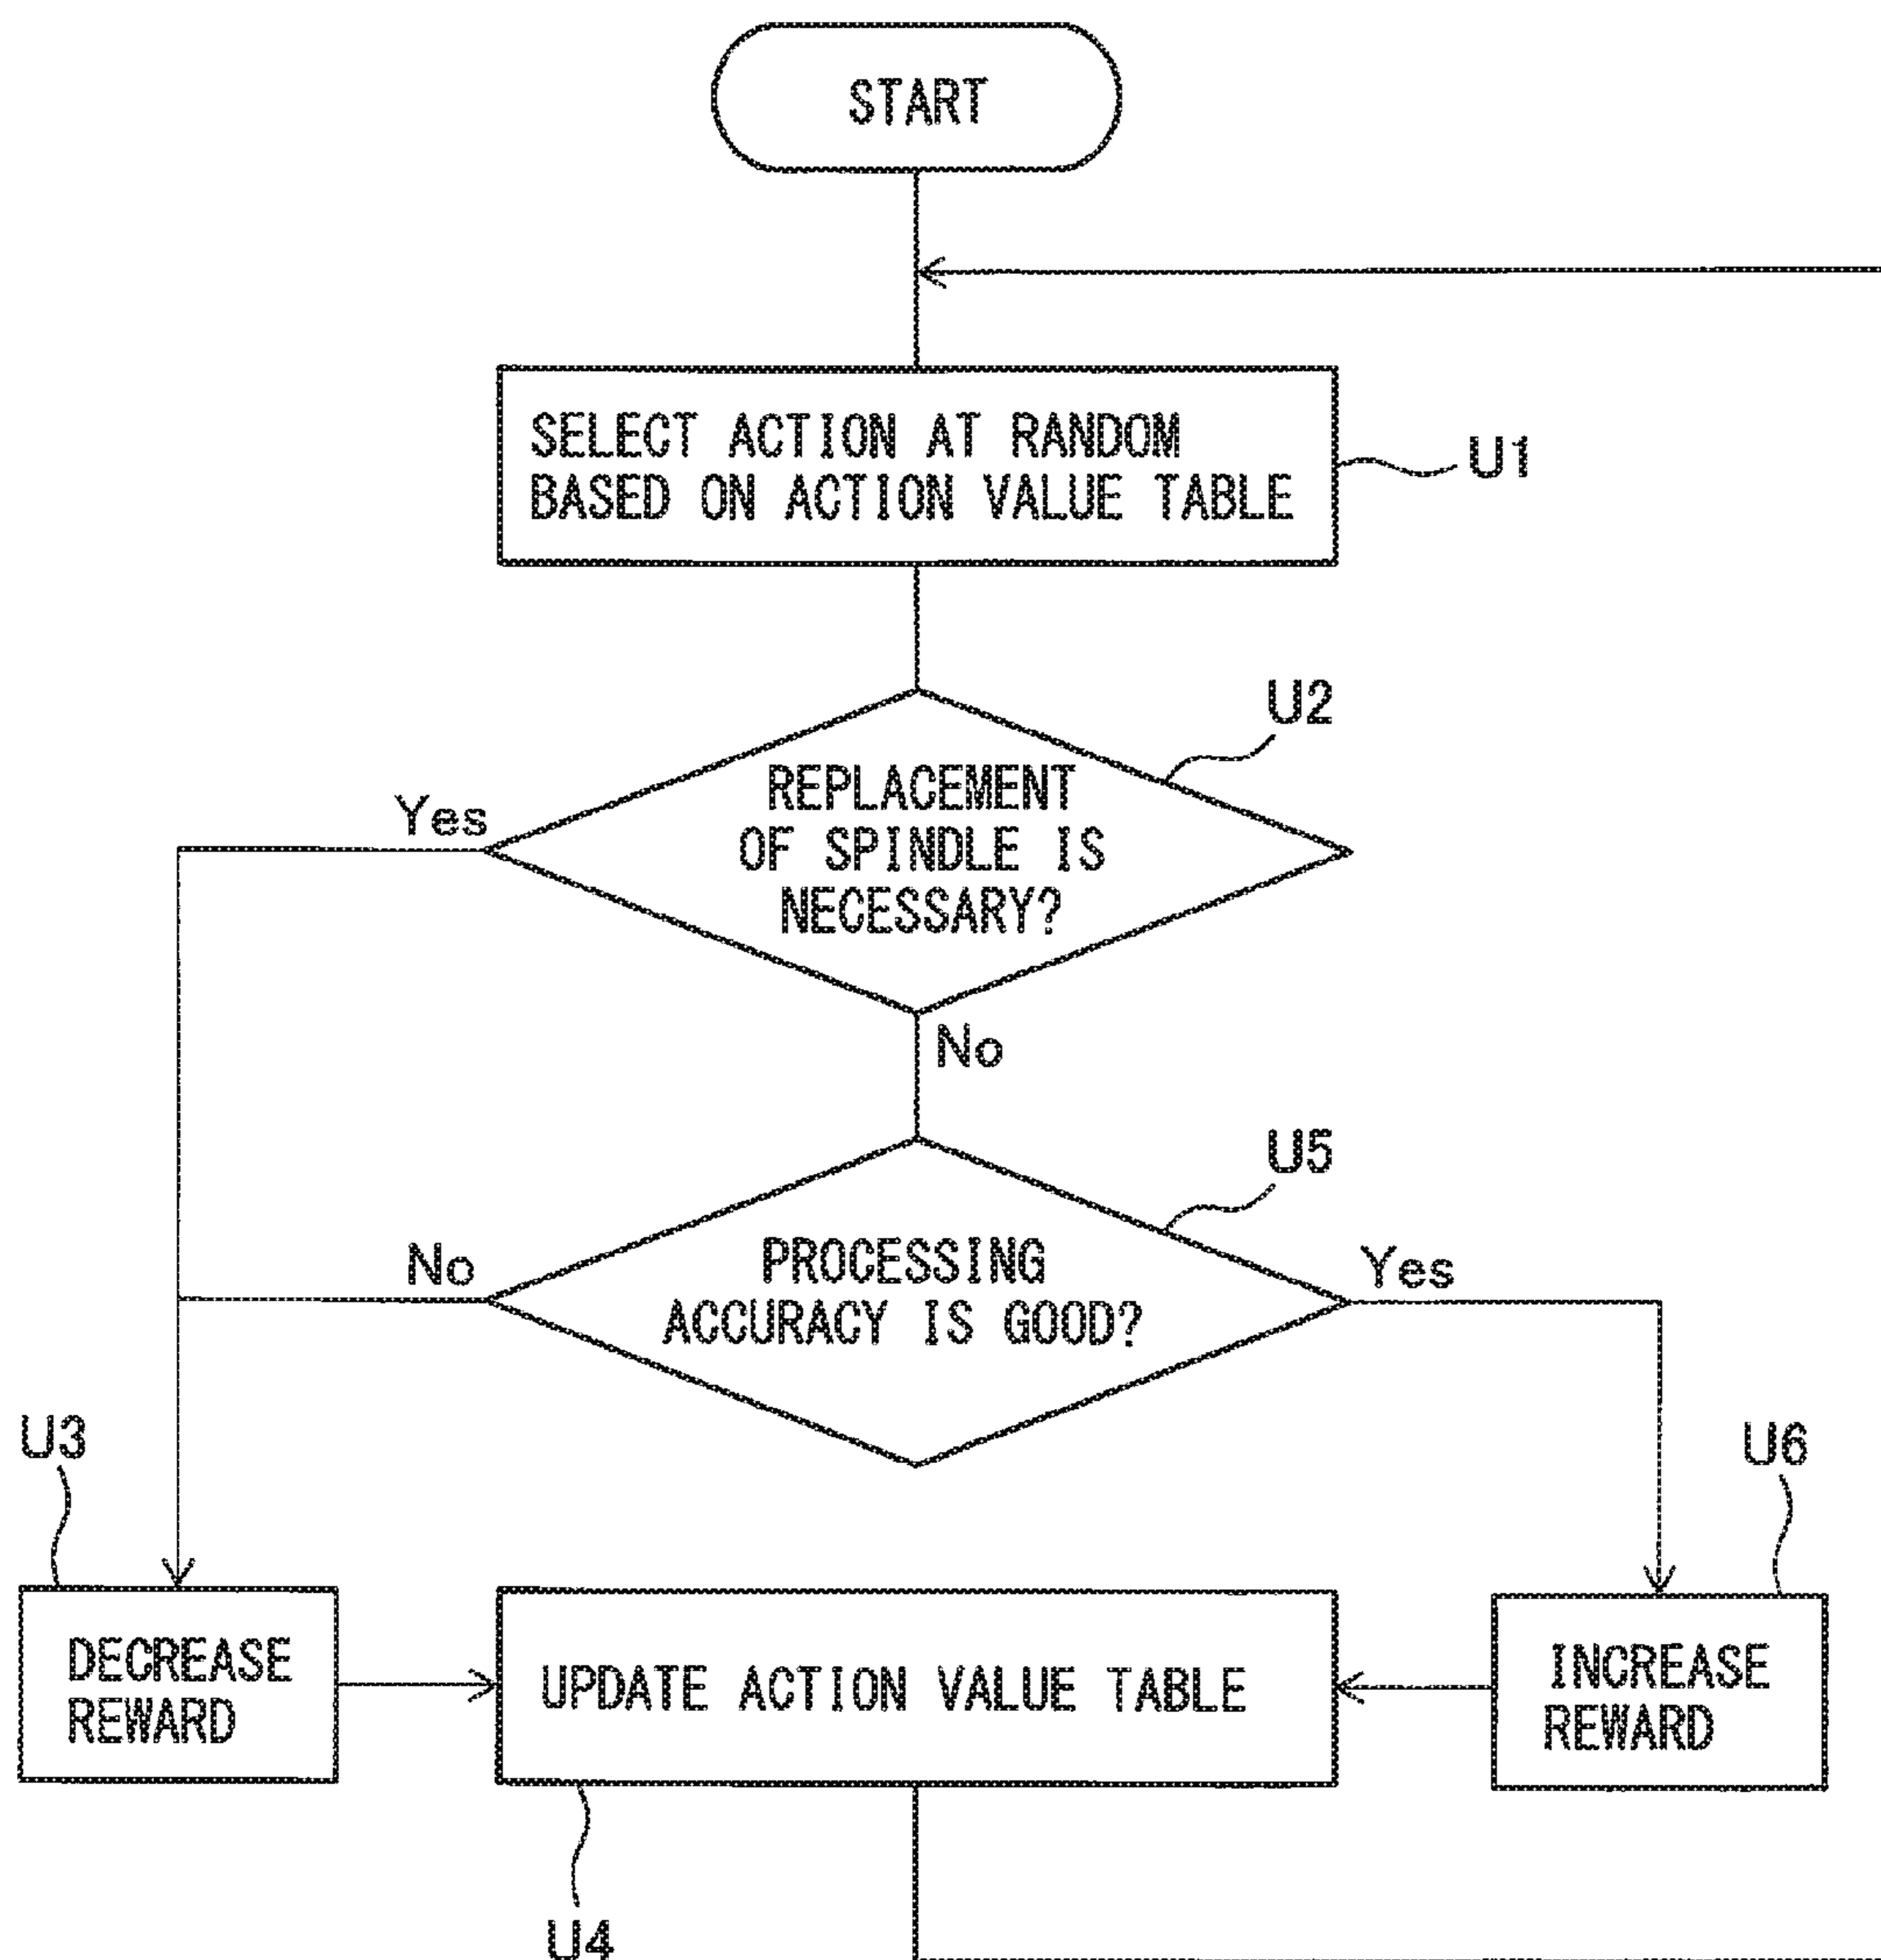 START
SELECT ACTION AT RANDOM
BASED ON ACTION VALUE TABLE
U1
U2
REPLACEMENT
OF SPINDLE IS
NECESSARY?
Yes
No
U5
PROCESSING
ACCURACY IS GOOD?
No
Yes
U3
U6
DECREASE
REWARD
UPDATE ACTION VALUE TABLE
INCREASE
REWARD
U4